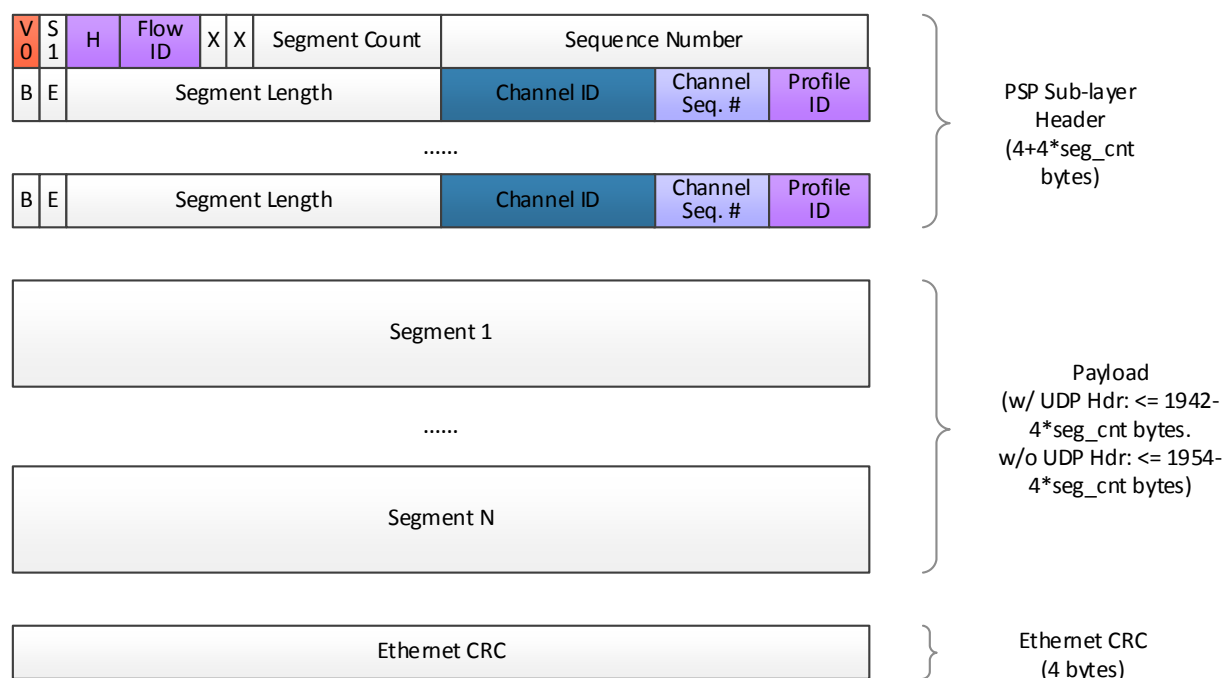 V S H Flow X X Segment Count Sequence Number
0 1 ID
B E Segment Length Channel ID Channel Profile
Seq. # ID
......
B E Segment Length Channel ID Channel Profile
Seq. # ID
PSP Sub-layer
Header
(4+4*seg_cnt
bytes)
Segment 1
......
Segment N
Payload
(w/ UDP Hdr: <= 1942-
4*seg_cnt bytes.
w/o UDP Hdr: <= 1954-
4*seg_cnt bytes)
Ethernet CRC
Ethernet CRC
(4 bytes)